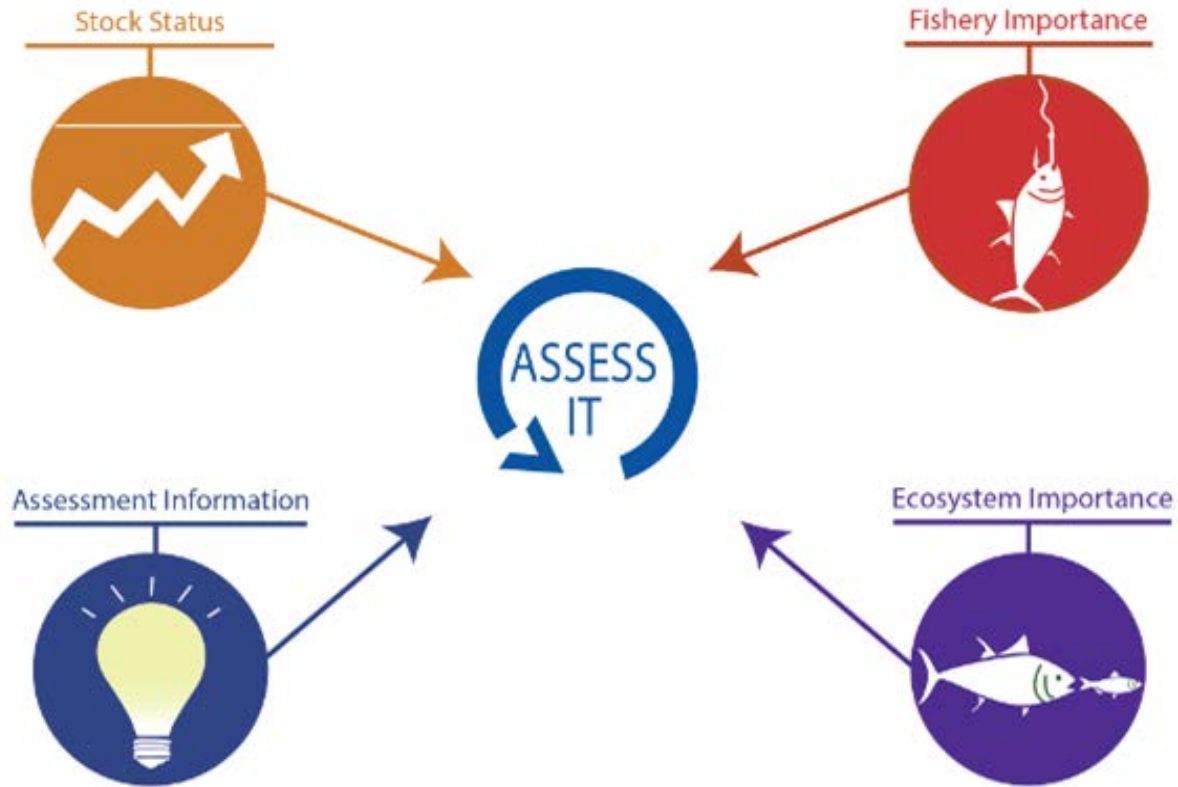 Stock Status
Fishery Importance
ASSESS
IT
Assessment Information
Ecosystem Importance